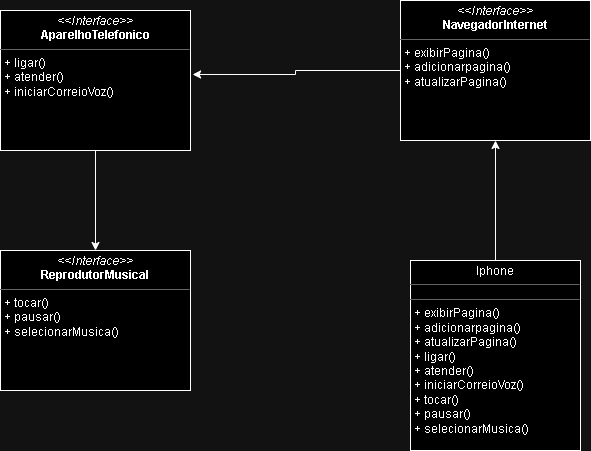 <<Interface>>
AparelhoTelefonico
+ ligar()
+ atender()
+ iniciarCorreioVoz()
<<Interface>>
NavegadorInternet
+ exibirPagina()
+ adicionarpagina()
+ atualizarPagina()
<<Interface>>
ReprodutorMusical
+ tocar()
+ pausar()
+ selecionarMusica()
Iphone
+ exibirPagina()
+ adicionarpagina()
+ atualizarPagina()
+ ligar()
+ atender()
+ iniciarCorreioVoz()
+ tocar()
+ pausar()
+ selecionarMusica()